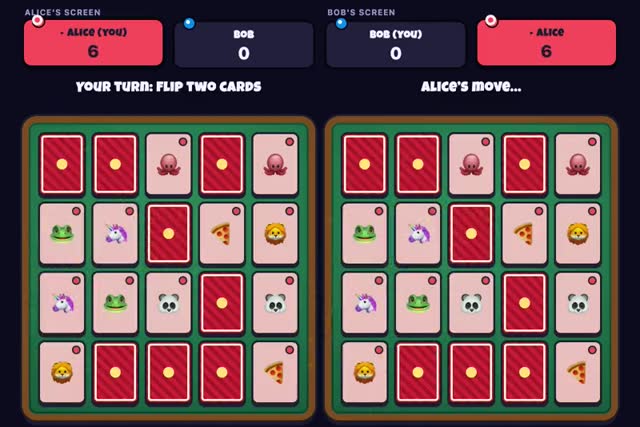 ALICE'S SCREEN
BOB'S SCREEN
- ALICE (YOU)
6
BOB
0
BOB (YOU)
0
- ALICE
6
YOUR TURN: FLIP TWO CARDS
ALICE'S MOVE...